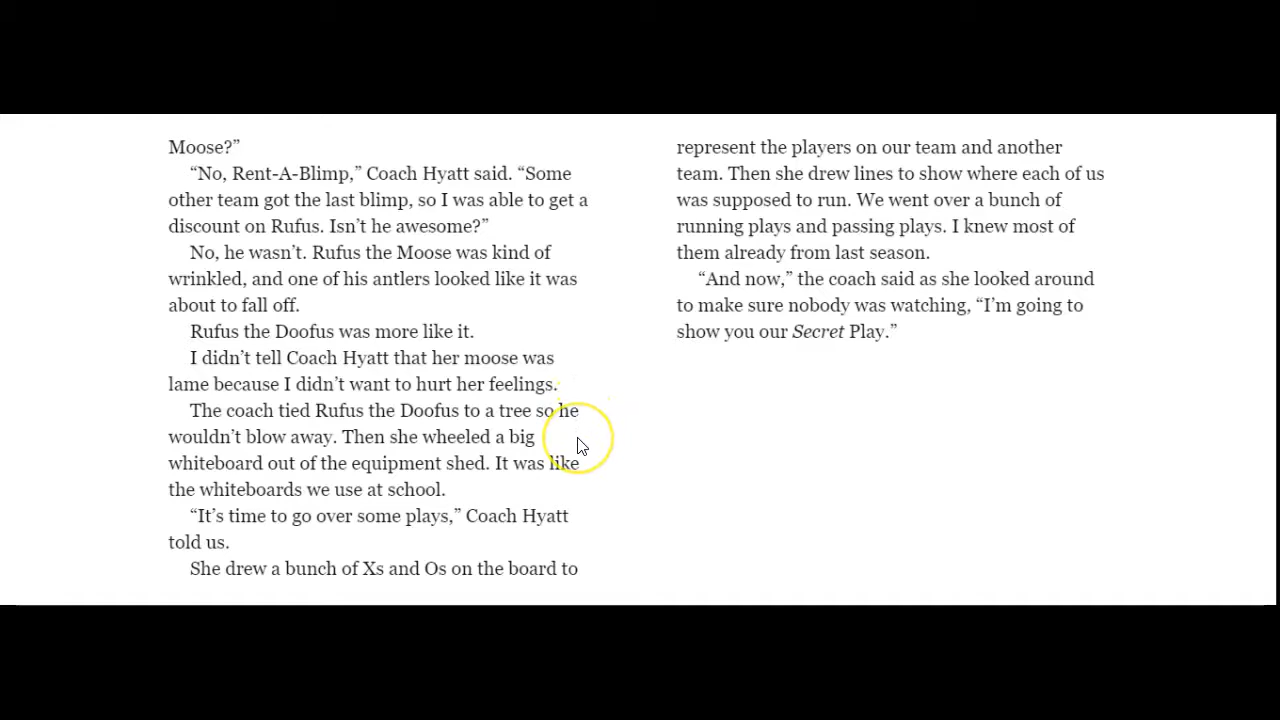 Moose?”
“No, Rent-A-Blimp,” Coach Hyatt said. “Some
other team got the last blimp, so I was able to get a
discount on Rufus. Isn’t he awesome?”
No, he wasn’t. Rufus the Moose was kind of
wrinkled, and one of his antlers looked like it was
about to fall off.
Rufus the Doofus was more like it.
I didn’t tell Coach Hyatt that her moose was
lame because I didn’t want to hurt her feelings.
The coach tied Rufus the Doofus to a tree so he
wouldn’t blow away. Then she wheeled a big
whiteboard out of the equipment shed. It was like
the whiteboards we use at school.
“It’s time to go over some plays,” Coach Hyatt
told us.
She drew a bunch of Xs and Os on the board to
represent the players on our team and another
team. Then she drew lines to show where each of us
was supposed to run. We went over a bunch of
running plays and passing plays. I knew most of
them already from last season.
“And now,” the coach said as she looked around
to make sure nobody was watching, “I’m going to
show you our Secret Play.”